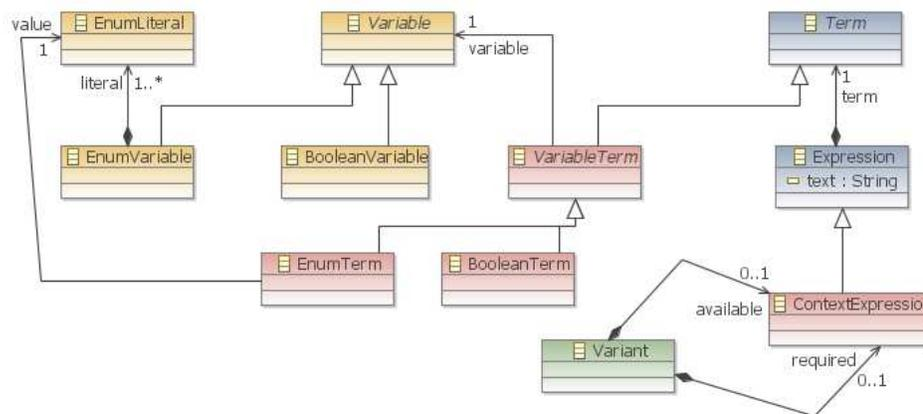 value
EnumLiteral
Variable
1
Term
1
variable
literal 1..*
1
term
EnumVariable
BooleanVariable
VariableTerm
Expression
text : String
EnumTerm
BooleanTerm
0..1
available
ContextExpressio
Variant
required
0..1